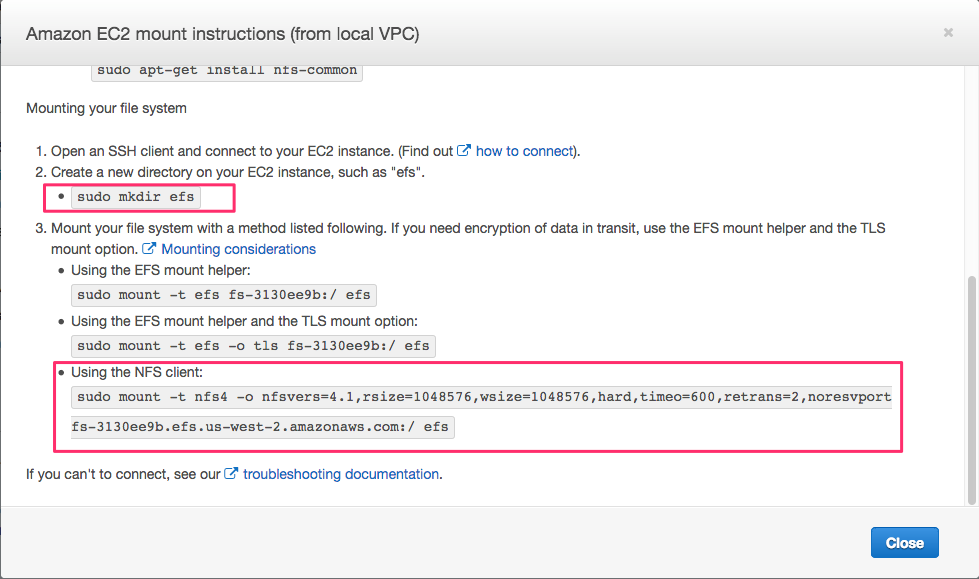 Amazon EC2 mount instructions (from local VPC)
×
sudo apt-get install nfs-common
Mounting your file system
1. Open an SSH client and connect to your EC2 instance. (Find out how to connect).
2. Create a new directory on your EC2 instance, such as "efs".
• sudo mkdir efs
3. Mount your file system with a method listed following. If you need encryption of data in transit, use the EFS mount helper and the TLS
mount option. Mounting considerations
• Using the EFS mount helper:
sudo mount -t efs fs-3130ee9b:/ efs
• Using the EFS mount helper and the TLS mount option:
sudo mount -t efs -o tls fs-3130ee9b:/ efs
• Using the NFS client:
sudo mount -t nfs4 -o nfsvers=4.1,rsize=1048576,wsize=1048576,hard,timeo=600,retrans=2,noresvport
fs-3130ee9b.efs.us-west-2.amazonaws.com:/ efs
If you can't to connect, see our troubleshooting documentation.
Close